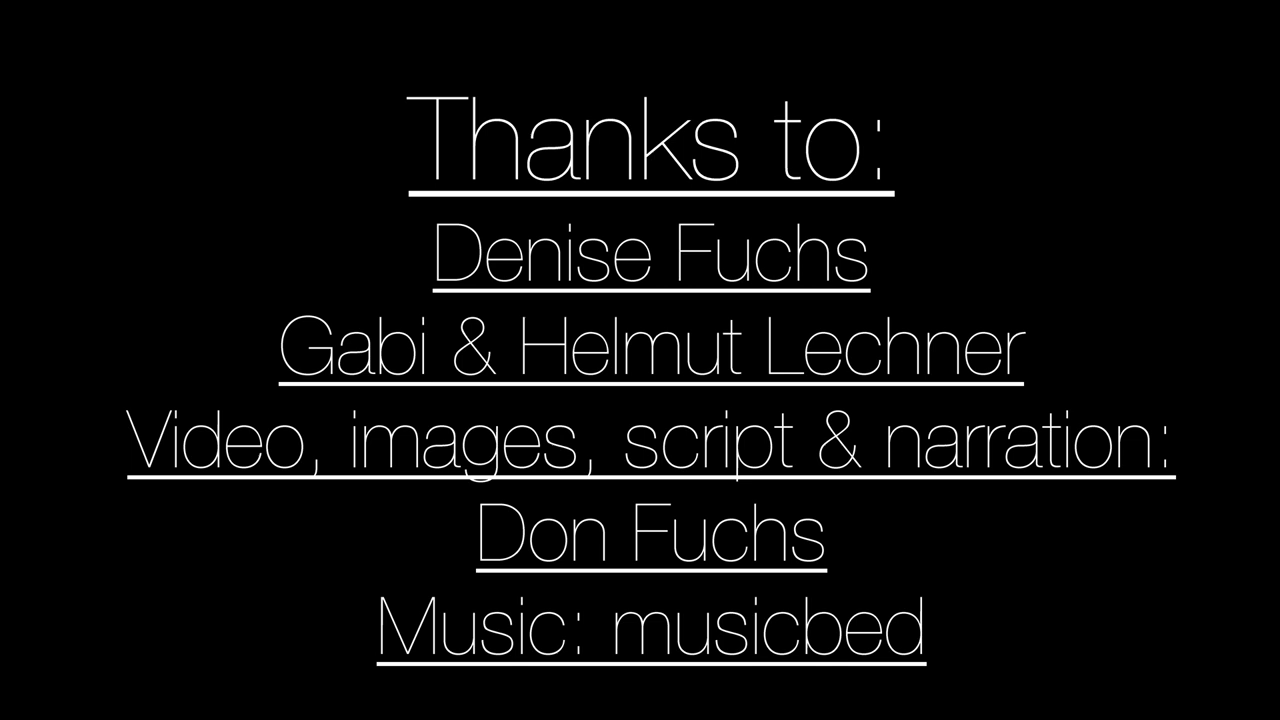 Thanks to:
Denise Fuchs
Gabi & Helmut Lechner
Video, images, script & narration:
Don Fuchs
Music: musicbed